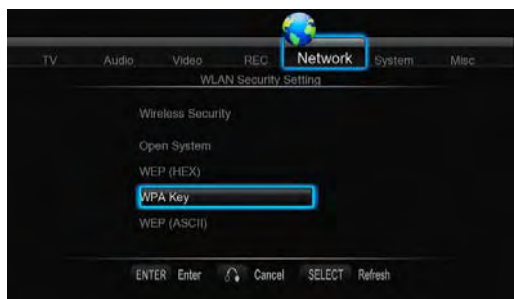 TV Audio Video REC Network System Misc
WLAN Security Setting
Wireless Security
Open System
WEP (HEX)
WPA Key
WEP (ASCII)
ENTER Enter Cancel SELECT Refresh